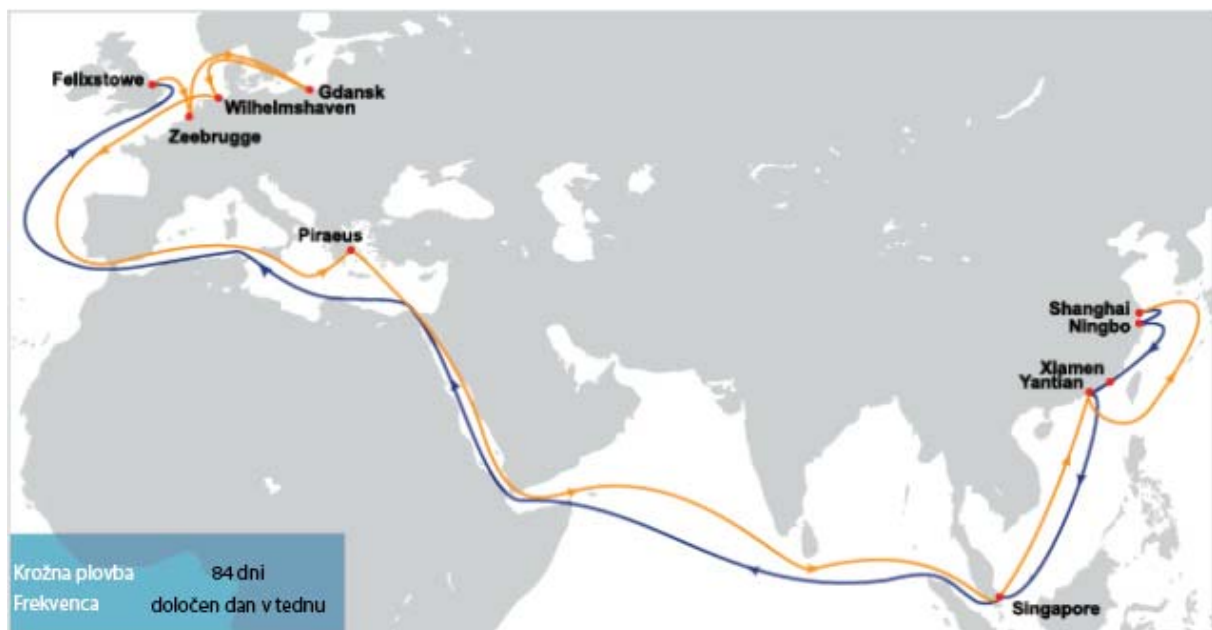 Felixstowe
Gdansk
Wilhelmshaven
Zeebrugge
Piraeus
Shanghai
Ningbo
Xiamen
Yantian
Singapore
Krožna plovba 84 dni
Frekvenca določen dan v tednu